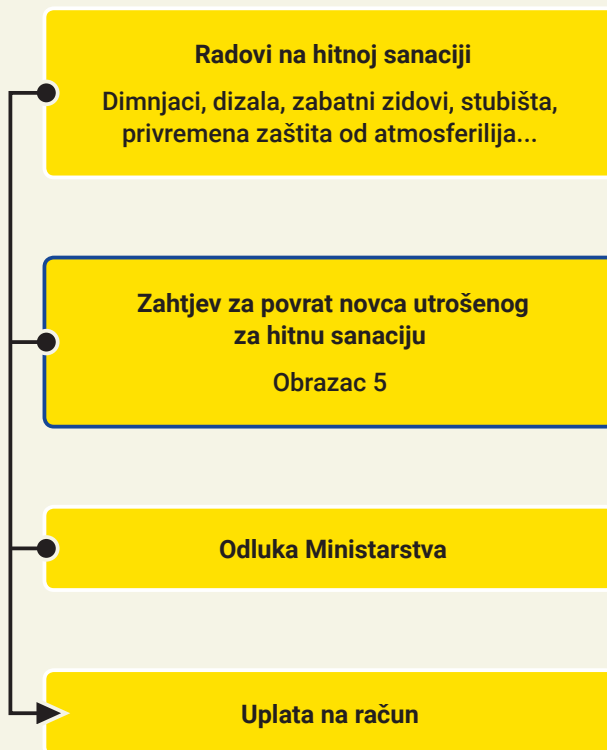 Radovi na hitnoj sanaciji
Dimnjaci, dizala, zabatni zidovi, stubišta,
privremena zaštita od atmosferilija...
Zahtjev za povrat novca utrošenog
za hitnu sanaciju
Obrazac 5
Odluka Ministarstva
Uplata na račun